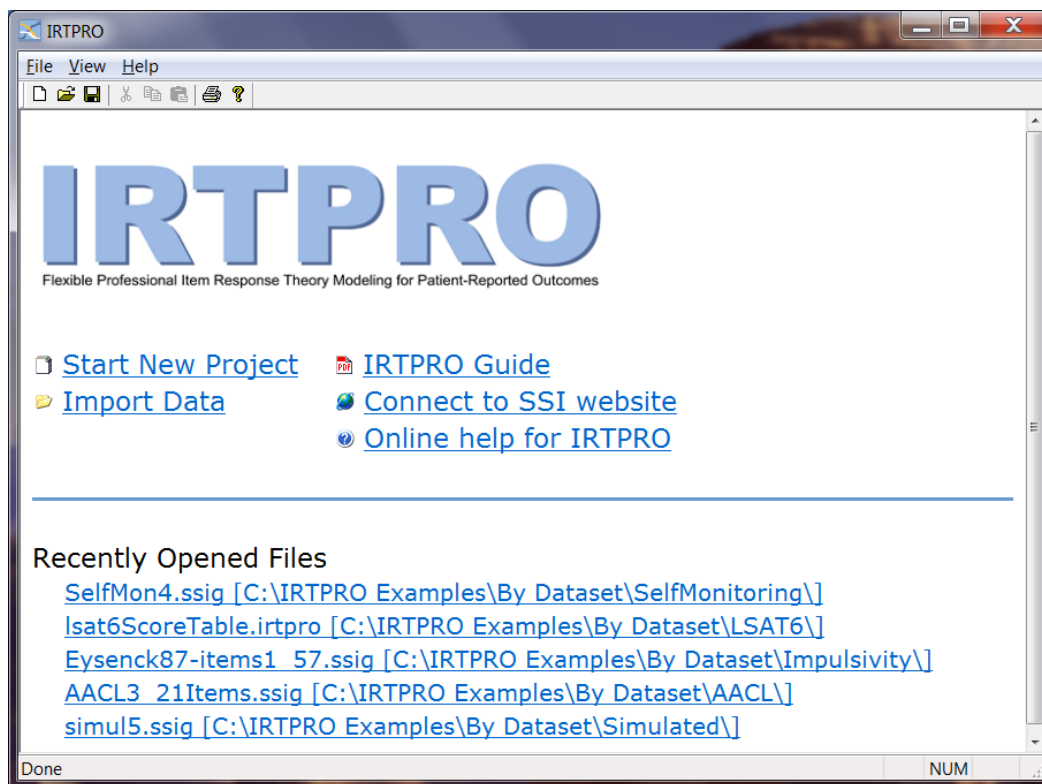 IRTPRO
File View Help
IRTPRO
Flexible Professional Item Response Theory Modeling for Patient-Reported Outcomes
Start New Project
Import Data
PDF IRTPRO Guide
Connect to SSI website
? Online help for IRTPRO
Recently Opened Files
SelfMon4.ssig [C:\IRTPRO Examples\By Dataset\SelfMonitoring\]
lsat6ScoreTable.irtpro [C:\IRTPRO Examples\By Dataset\LSAT6\]
Eysenck87-items1_57.ssig [C:\IRTPRO Examples\By Dataset\Impulsivity\]
AACL3_21Items.ssig [C:\IRTPRO Examples\By Dataset\AACL\]
simul5.ssig [C:\IRTPRO Examples\By Dataset\Simulated\]
Done NUM